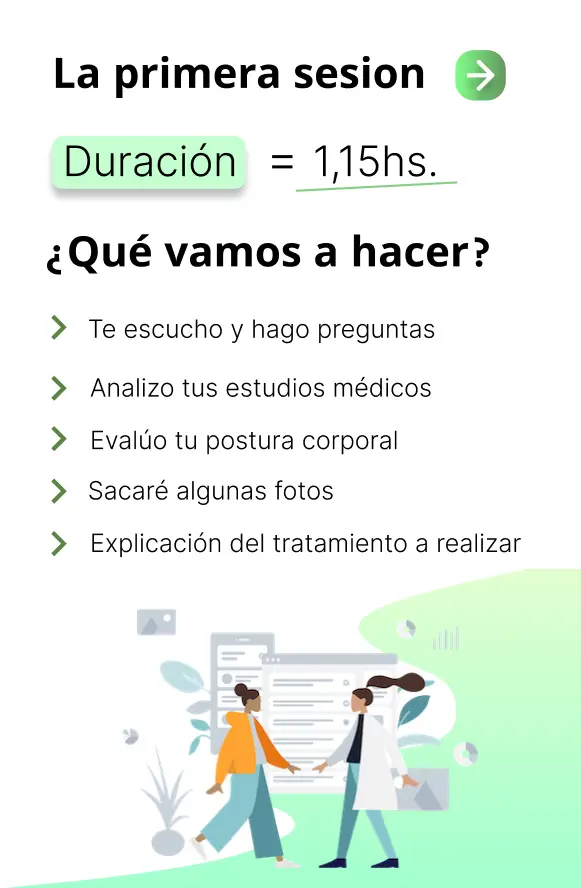 La primera sesion
Duración = 1,15hs.
¿Qué vamos a hacer?
Te escucho y hago preguntas
Analizo tus estudios médicos
Evalúo tu postura corporal
Sacaré algunas fotos
Explicación del tratamiento a realizar